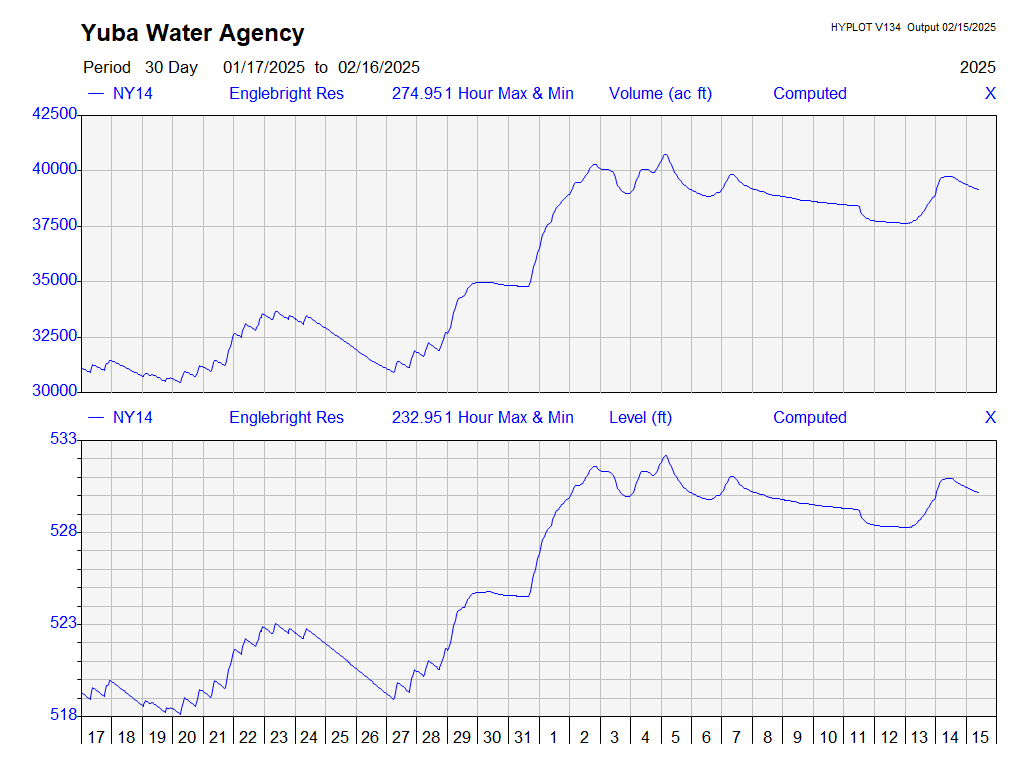 Yuba Water Agency
HYPLOT V134 Output 02/15/2025
Period 30 Day 01/17/2025 to 02/16/2025 2025
NY14 Englebright Res 274.951 Hour Max & Min Volume (ac ft) Computed X
42500
40000
37500
35000
32500
30000
NY14 Englebright Res 232.951 Hour Max & Min Level (ft) Computed X
533
528
523
518
17 18 19 20 21 22 23 24 25 26 27 28 29 30 31 1 2 3 4 5 6 7 8 9 10 11 12 13 14 15